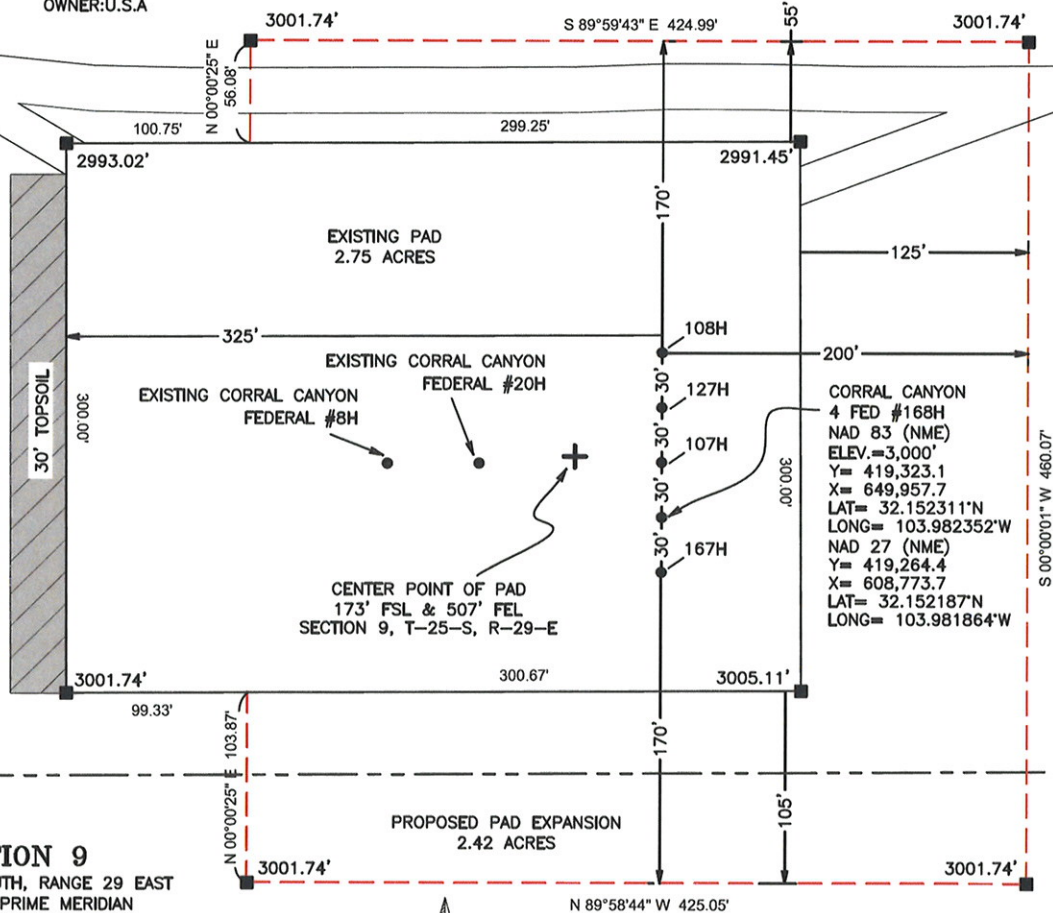 OWNER:U.S.A
3001.74'
S 89°59'43" E 424.99'
55'
3001.74'
N 00°00'25" E
56.08'
100.75'
299.25'
2993.02'
2991.45'
170'
EXISTING PAD
2.75 ACRES
125'
325'
108H
200'
EXISTING CORRAL CANYON
FEDERAL #20H
EXISTING CORRAL CANYON
FEDERAL #8H
30'
127H
30'
107H
30'
30'
167H
30' TOPSOIL
300.00'
300.00'
CORRAL CANYON
4 FED #168H
NAD 83 (NME)
ELEV.=3,000'
Y= 419,323.1
X= 649,957.7
LAT= 32.152311°N
LONG= 103.982352°W
NAD 27 (NME)
Y= 419,264.4
X= 608,773.7
LAT= 32.152187°N
LONG= 103.981864°W
S 00°00'01" W 460.07'
CENTER POINT OF PAD
173' FSL & 507' FEL
SECTION 9, T-25-S, R-29-E
3001.74'
300.67'
3005.11'
99.33'
N 00°00'25" E 103.87'
170'
105'
PROPOSED PAD EXPANSION
2.42 ACRES
TION 9
UTH, RANGE 29 EAST
PRIME MERIDIAN
3001.74'
3001.74'
N 89°58'44" W 425.05'